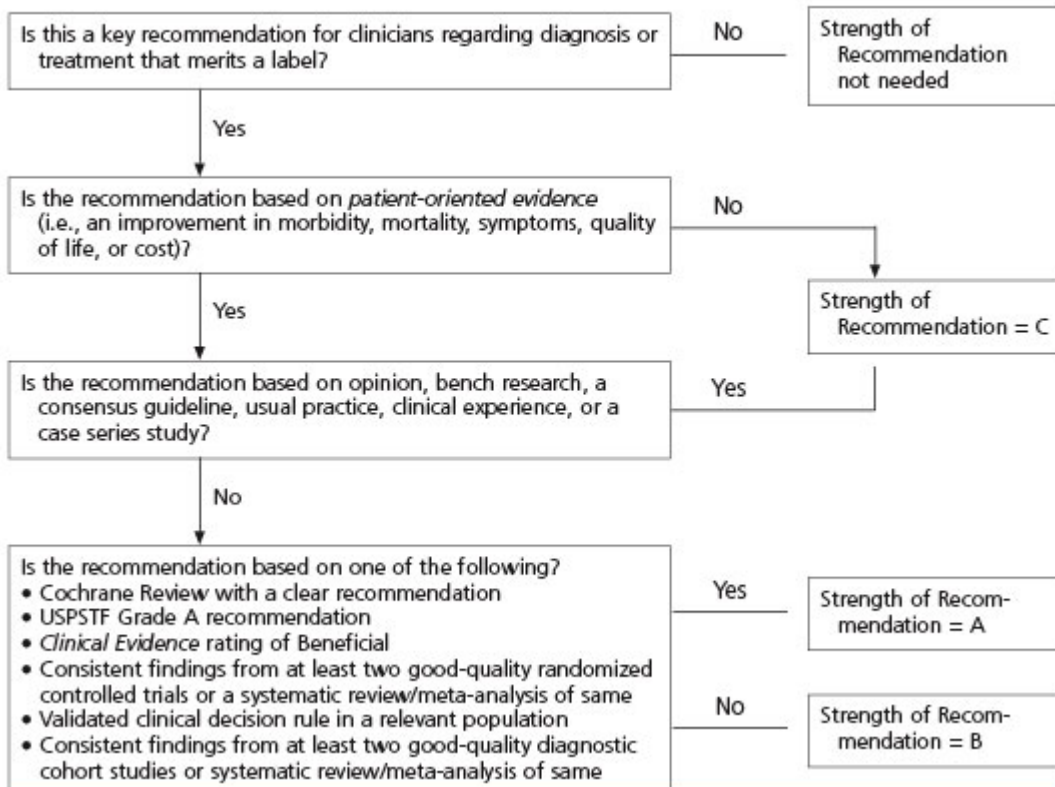 Is this a key recommendation for clinicians regarding diagnosis or
treatment that merits a label?
No
Strength of
Recommendation
not needed
Yes
Is the recommendation based on patient-oriented evidence
(i.e., an improvement in morbidity, mortality, symptoms, quality
of life, or cost)?
No
Strength of
Recommendation = C
Yes
Is the recommendation based on opinion, bench research, a
consensus guideline, usual practice, clinical experience, or a
case series study?
Yes
No
Is the recommendation based on one of the following?
• Cochrane Review with a clear recommendation
• USPSTF Grade A recommendation
• Clinical Evidence rating of Beneficial
• Consistent findings from at least two good-quality randomized
controlled trials or a systematic review/meta-analysis of same
• Validated clinical decision rule in a relevant population
• Consistent findings from at least two good-quality diagnostic
cohort studies or systematic review/meta-analysis of same
Yes
Strength of Recom-
mendation = A
No
Strength of Recom-
mendation = B